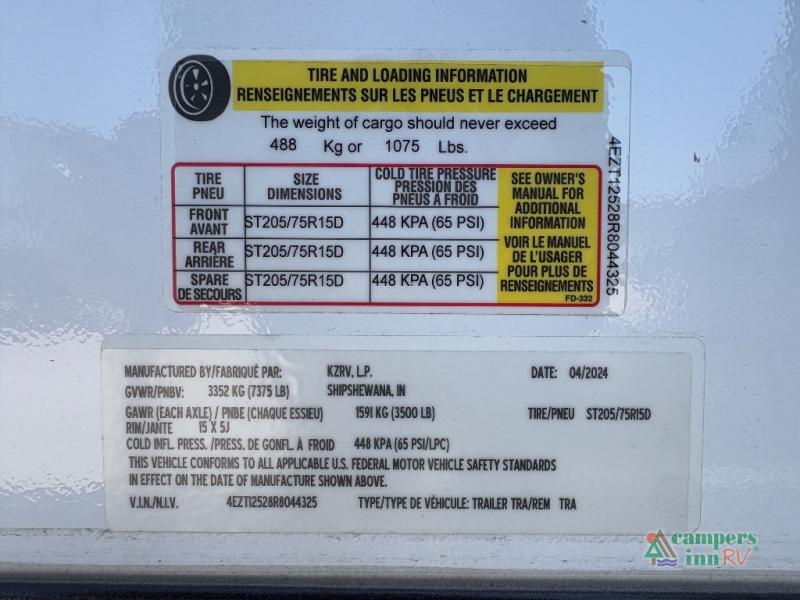 TIRE AND LOADING INFORMATION
RENSEIGNEMENTS SUR LES PNEUS ET LE CHARGEMENT
The weight of cargo should never exceed
488 Kg or 1075 Lbs.
TIRE
PNEU
SIZE
DIMENSIONS
COLD TIRE PRESSURE
PRESSION DES
PNEUS A FROID
FRONT
AVANT
ST205/75R15D
448 KPA (65 PSI)
REAR
ARRIÈRE
ST205/75R15D
448 KPA (65 PSI)
SPARE
DE SECOURS
ST205/75R15D
448 KPA (65 PSI)
SEE OWNER'S
MANUAL FOR
ADDITIONAL
INFORMATION
VOIR LE MANUEL
DE L'USAGER
POUR PLUS DE
RENSEIGNEMENTS
FD-332
4EZT12528R8044325
MANUFACTURED BY/FABRIQUÉ PAR: KZRV, L.P. DATE: 04/2024
GVWR/PNBV: 3352 KG (7375 LB) SHIPSHEWANA, IN
GAWR (EACH AXLE) / PNBE (CHAQUE ESSIEU) 1591 KG (3500 LB) TIRE/PNEU ST205/75R15D
RIM/JANTE 15 X 5J
COLD INFL. PRESS. /PRESS. DE GONFL. À FROID 448 KPA (65 PSI/LPC)
THIS VEHICLE CONFORMS TO ALL APPLICABLE U.S. FEDERAL MOTOR VEHICLE SAFETY STANDARDS
IN EFFECT ON THE DATE OF MANUFACTURE SHOWN ABOVE.
V.I.N./N.I.V. 4EZT12528R8044325 TYPE/TYPE DE VÉHICULE: TRAILER TRA/REM TRA
campers
inn RV